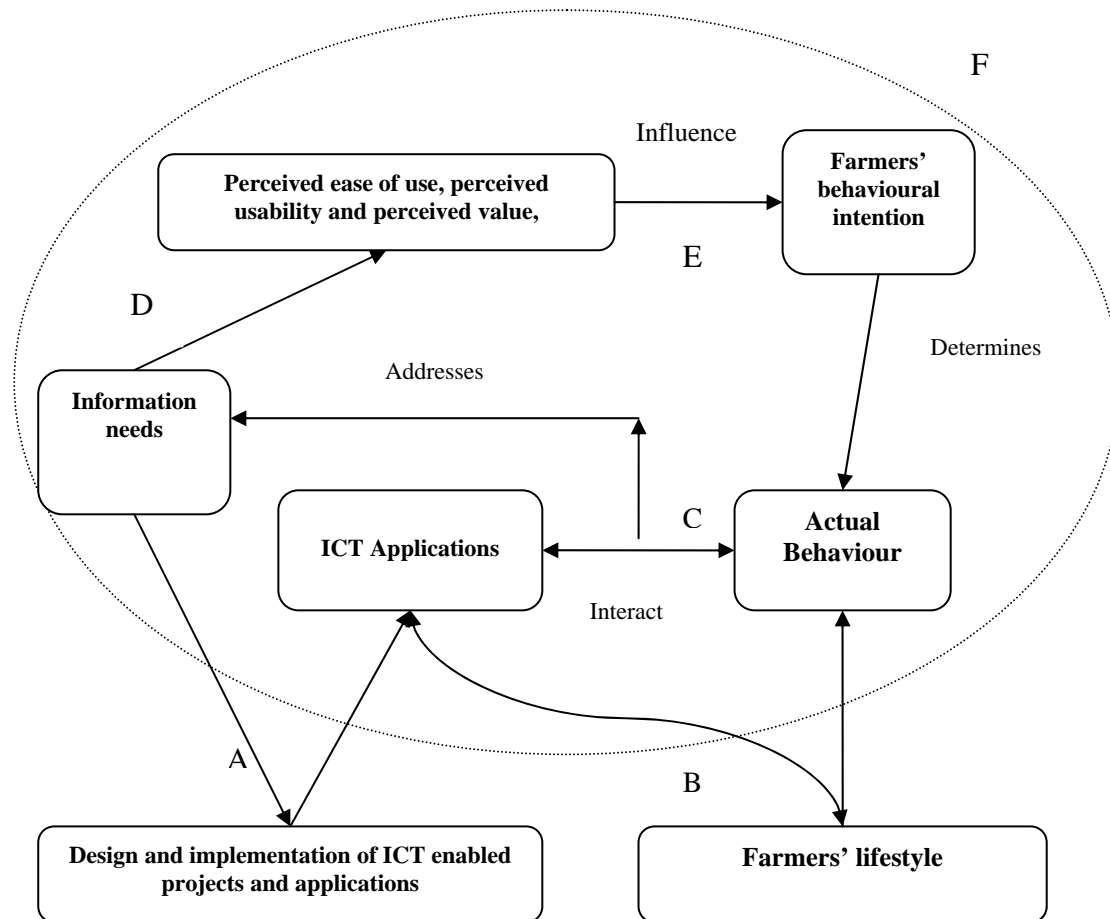 F
Influence
Farmers’
behavioural
intention
Perceived ease of use, perceived
usability and perceived value,
E
D
Determines
Addresses
Information
needs
C
Actual
Behaviour
ICT Applications
Interact
A
B
Design and implementation of ICT enabled
projects and applications
Farmers’ lifestyle